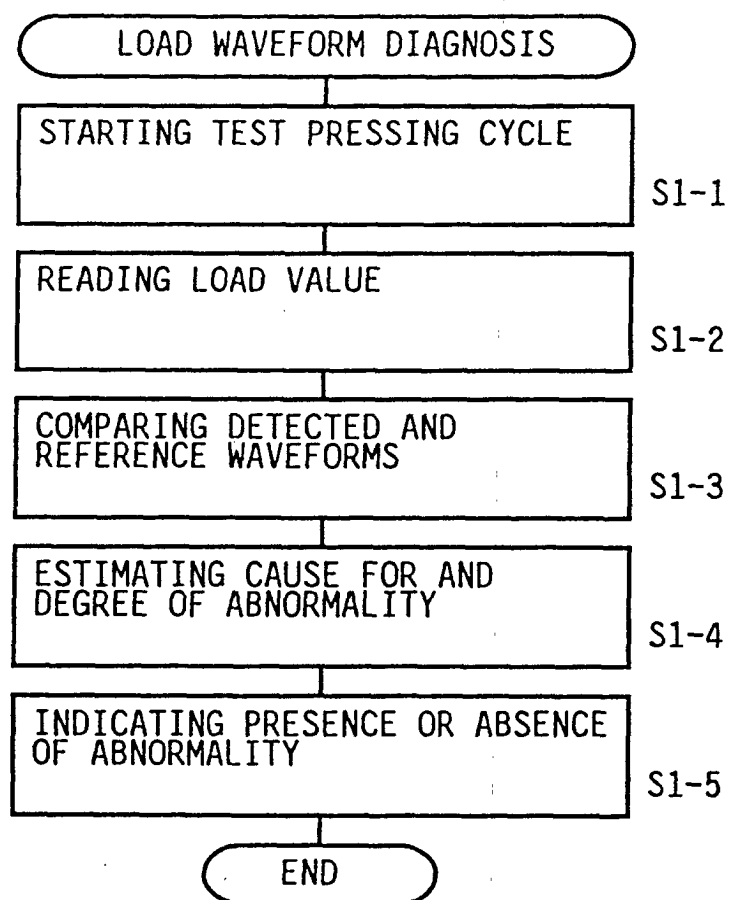 LOAD WAVEFORM DIAGNOSIS
STARTING TEST PRESSING CYCLE
S1-1
READING LOAD VALUE
S1-2
COMPARING DETECTED AND
REFERENCE WAVEFORMS
S1-3
ESTIMATING CAUSE FOR AND
DEGREE OF ABNORMALITY
S1-4
INDICATING PRESENCE OR ABSENCE
OF ABNORMALITY
S1-5
END